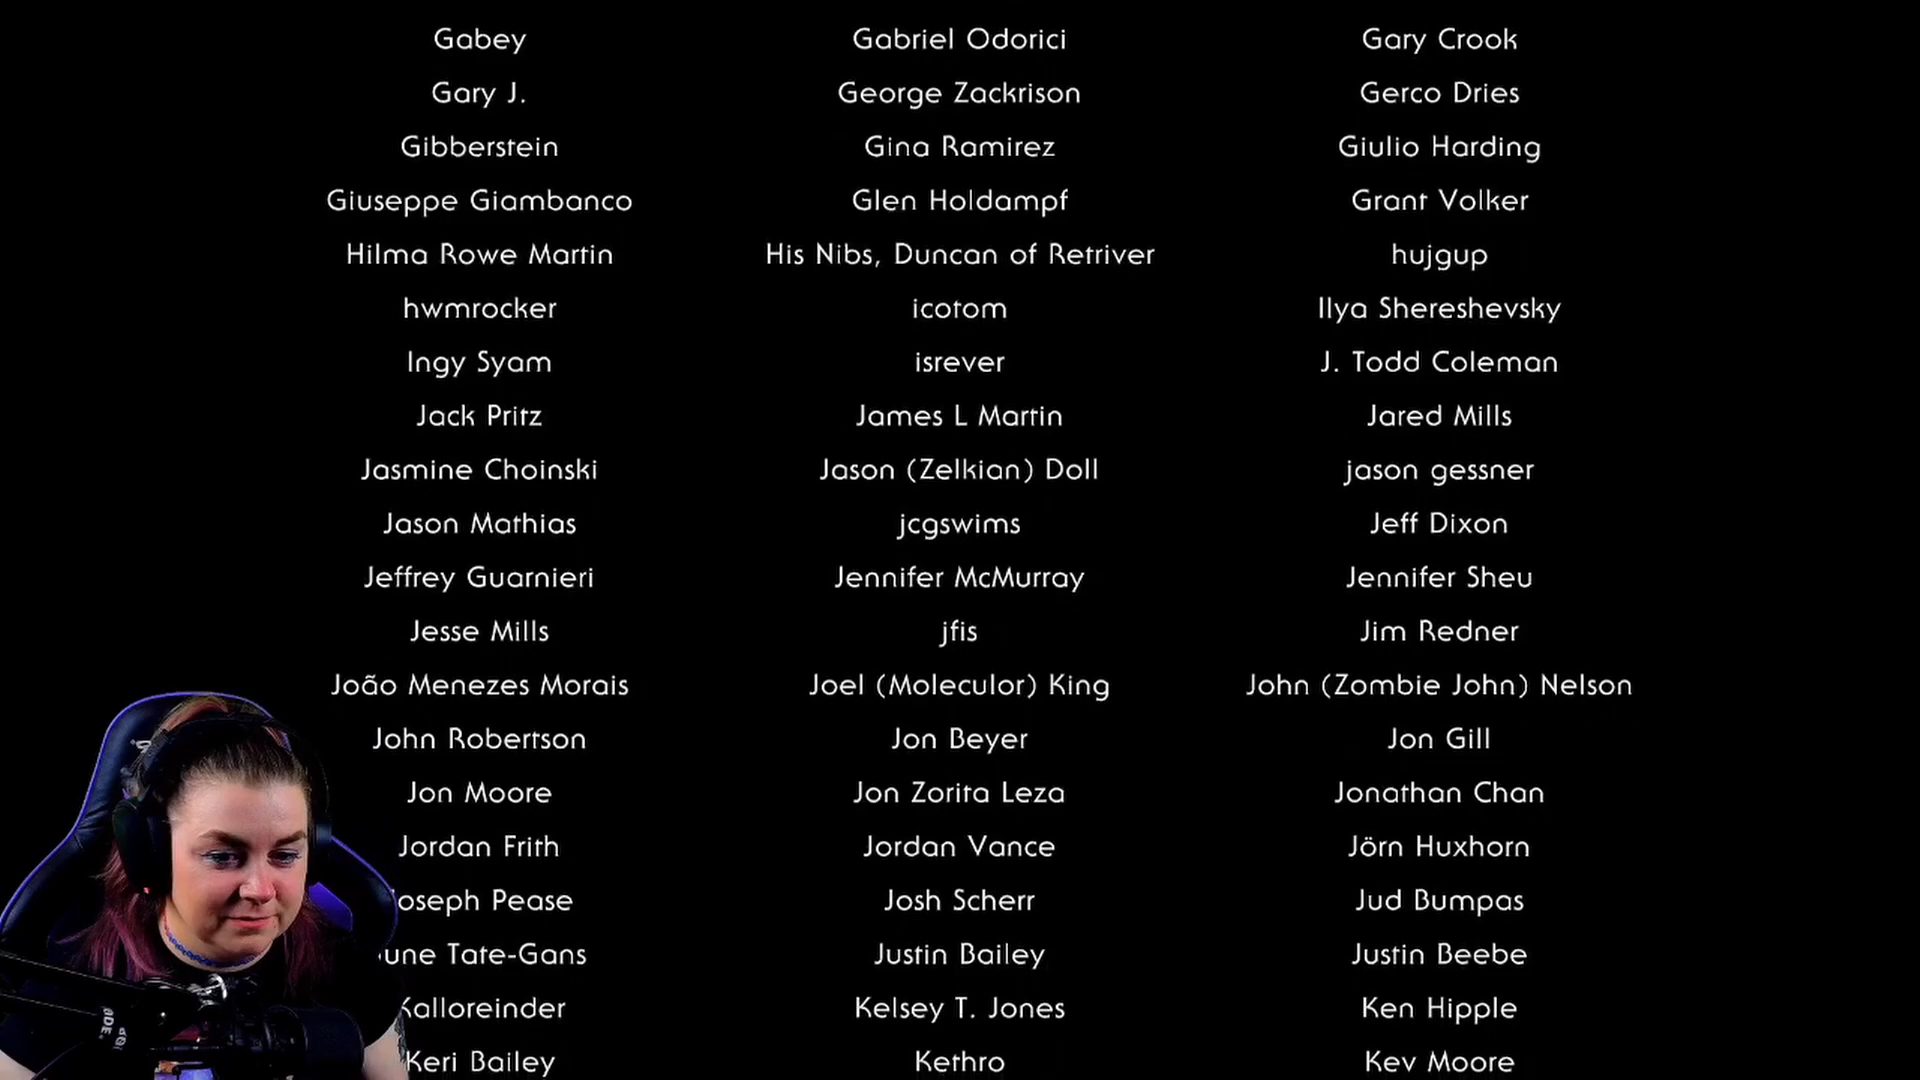 Gabey Gabriel Odorici Gary Crook
Gary J. George Zackrison Gerco Dries
Gibberstein Gina Ramirez Giulio Harding
Giuseppe Giambanco Glen Holdampf Grant Volker
Hilma Rowe Martin His Nibs, Duncan of Retriver hujgup
hwmrocker icotom Ilya Shereshevsky
Ingy Syam isrever J. Todd Coleman
Jack Pritz James L Martin Jared Mills
Jasmine Choinski Jason (Zelkian) Doll jason gessner
Jason Mathias jcgswims Jeff Dixon
Jeffrey Guarnieri Jennifer McMurray Jennifer Sheu
Jesse Mills jfis Jim Redner
João Menezes Morais Joel (Moleculor) King John (Zombie John) Nelson
John Robertson Jon Beyer Jon Gill
Jon Moore Jon Zorita Leza Jonathan Chan
Jordan Frith Jordan Vance Jörn Huxhorn
Joseph Pease Josh Scherr Jud Bumpas
June Tate-Gans Justin Bailey Justin Beebe
Kalloreinder Kelsey T. Jones Ken Hipple
Keri Bailey Kethro Kev Moore